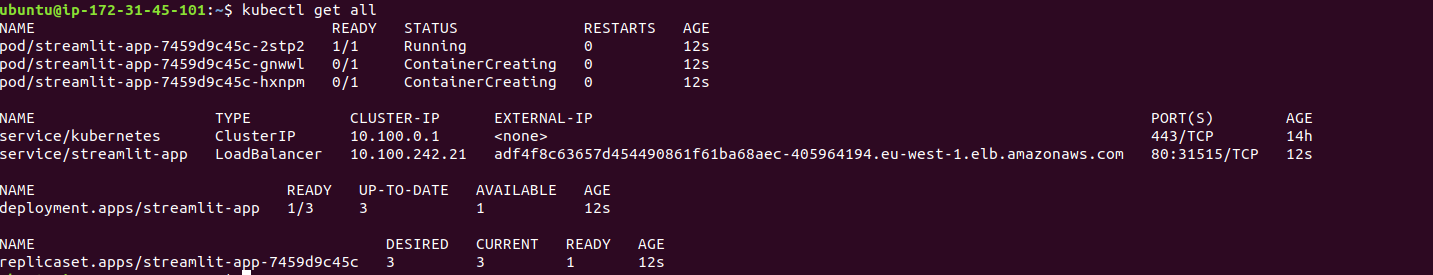 ubuntu@ip-172-31-45-101:~$ kubectl get all
NAME READY STATUS RESTARTS AGE
pod/streamlit-app-7459d9c45c-2stp2 1/1 Running 0 12s
pod/streamlit-app-7459d9c45c-gnwwl 0/1 ContainerCreating 0 12s
pod/streamlit-app-7459d9c45c-hxnpm 0/1 ContainerCreating 0 12s
NAME TYPE CLUSTER-IP EXTERNAL-IP PORT(S) AGE
service/kubernetes ClusterIP 10.100.0.1 <none> 443/TCP 14h
service/streamlit-app LoadBalancer 10.100.242.21 adf4f8c63657d454490861f61ba68aec-405964194.eu-west-1.elb.amazonaws.com 80:31515/TCP 12s
NAME READY UP-TO-DATE AVAILABLE AGE
deployment.apps/streamlit-app 1/3 3 1 12s
NAME DESIRED CURRENT READY AGE
replicaset.apps/streamlit-app-7459d9c45c 3 3 1 12s